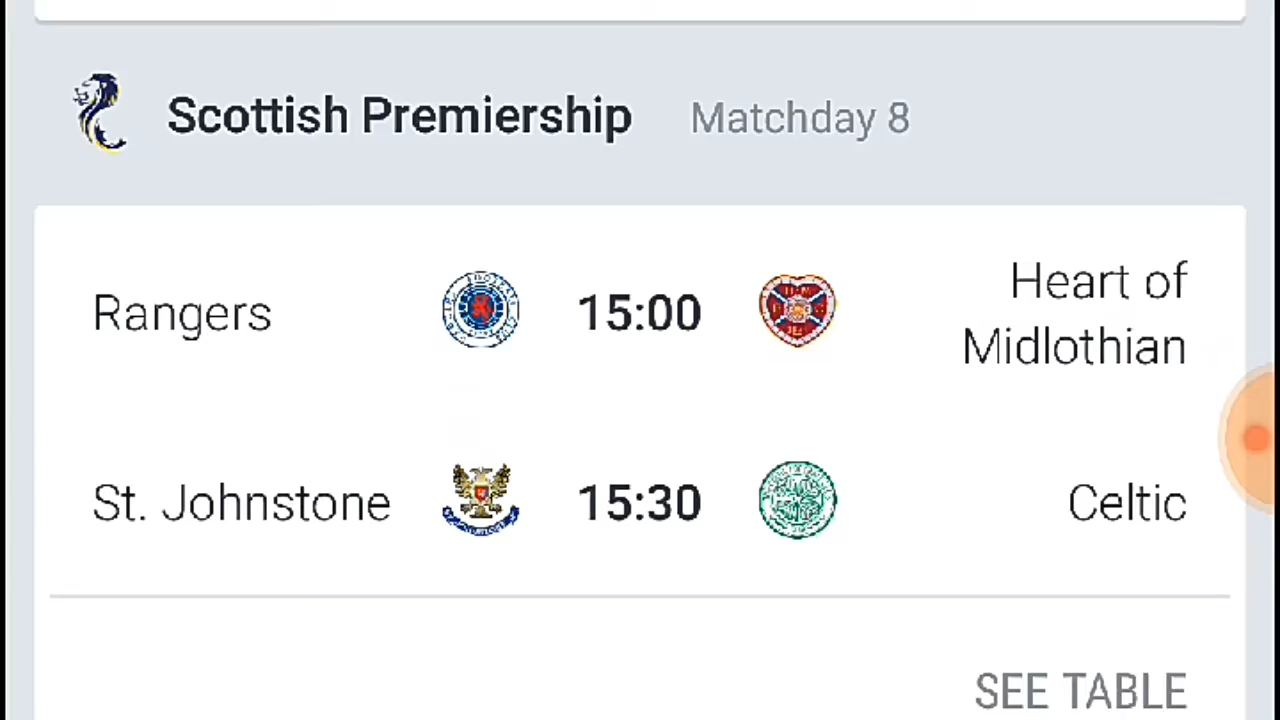 Scottish Premiership Matchday 8
Rangers 15:00 Heart of
Midlothian
St. Johnstone 15:30 Celtic
SEE TABLE